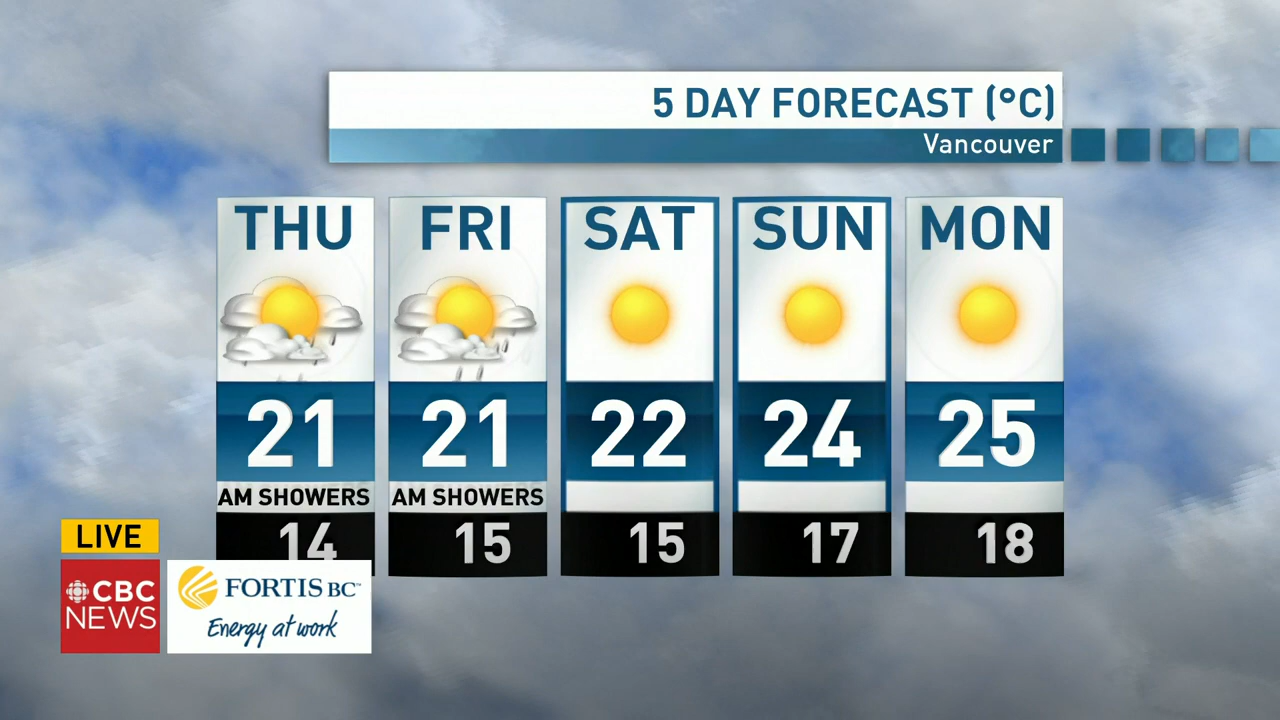 5 DAY FORECAST (°C)
Vancouver
THU FRI SAT SUN MON
21 21 22 24 25
AM SHOWERS AM SHOWERS
14 15 15 17 18
LIVE
CBC
NEWS
FORTIS BC™
Energy at work